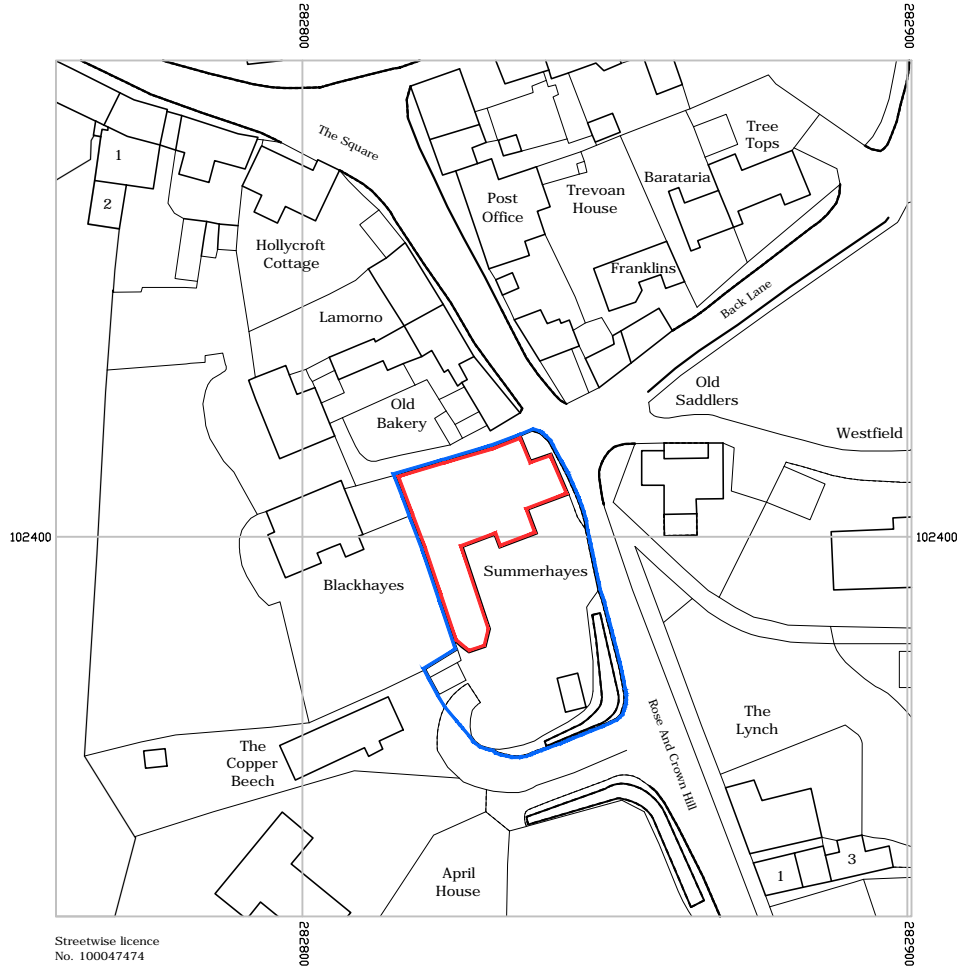 282800
282900
The Square
1
2
Tree
Tops
Barataria
Trevoan
House
Post
Office
Hollycroft
Cottage
Franklins
Back Lane
Lamorno
Old
Saddlers
Old
Bakery
Westfield
102400
102400
Summerhayes
Blackhayes
Rose And Crown Hill
The
Lynch
The
Copper
Beech
April
House
1
3
282800
282900
Streetwise licence
No. 100047474